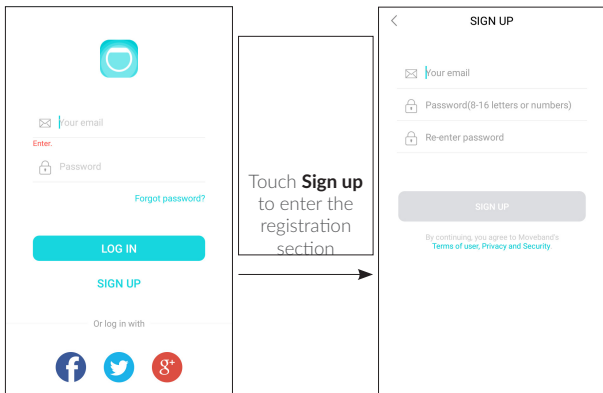 Your email
Enter.
Password
Forgot password?
LOG IN
SIGN UP
Or log in with
f
g+
Touch Sign up
to enter the
registration
section
SIGN UP
Your email
Password(8-16 letters or numbers)
Re-enter password
SIGN UP
By continuing, you agree to Moveband's
Terms of user, Privacy and Security.